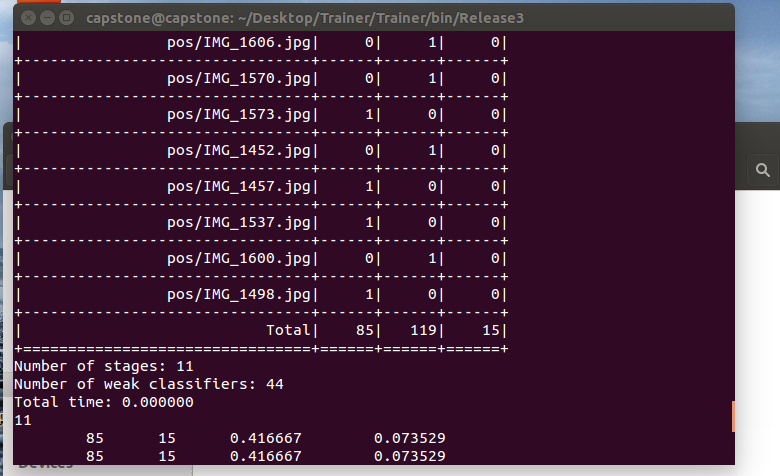 capstone@capstone: ~/Desktop/Trainer/Trainer/bin/Release3
|                 pos/IMG_1606.jpg|     0|     1|     0|
+--------------------------------+------+------+------+
|                 pos/IMG_1570.jpg|     0|     1|     0|
+--------------------------------+------+------+------+
|                 pos/IMG_1573.jpg|     1|     0|     0|
+--------------------------------+------+------+------+
|                 pos/IMG_1452.jpg|     0|     1|     0|
+--------------------------------+------+------+------+
|                 pos/IMG_1457.jpg|     1|     0|     0|
+--------------------------------+------+------+------+
|                 pos/IMG_1537.jpg|     1|     0|     0|
+--------------------------------+------+------+------+
|                 pos/IMG_1600.jpg|     0|     1|     0|
+--------------------------------+------+------+------+
|                 pos/IMG_1498.jpg|     1|     0|     0|
+--------------------------------+------+------+------+
|                            Total|    85|   119|    15|
+================================+======+======+======+
Number of stages: 11
Number of weak classifiers: 44
Total time: 0.000000
11
        85      15      0.416667        0.073529
        85      15      0.416667        0.073529
Devices